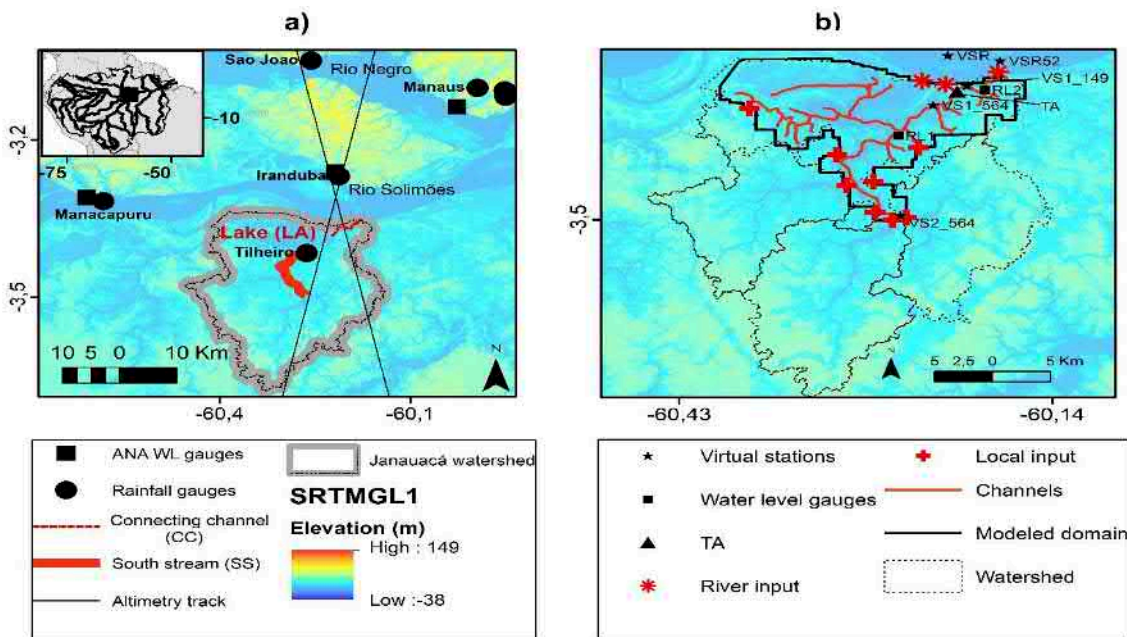 a)
b)
Sao Joao
Rio Negro
Manaus
-10
-75
-50
-3.2
Iranduba
Rio Solimões
Manacapuru
Lake (LA)
Tilheiro
-3.5
10 5 0 10 Km
N
-60,4
-60,1
VSR
VSR52
VS1_149
RL2
VS1_564
TA
RL1
-3.5
VS2_564
5 2,5 0 5 Km
-60,43
-60,14
ANA WL gauges
Rainfall gauges
Connecting channel
(CC)
South stream (SS)
Altimetry track
Janauacá watershed
SRTMGL1
Elevation (m)
High : 149
Low :-38
Virtual stations
Water level gauges
TA
River input
Local input
Channels
Modeled domain
Watershed